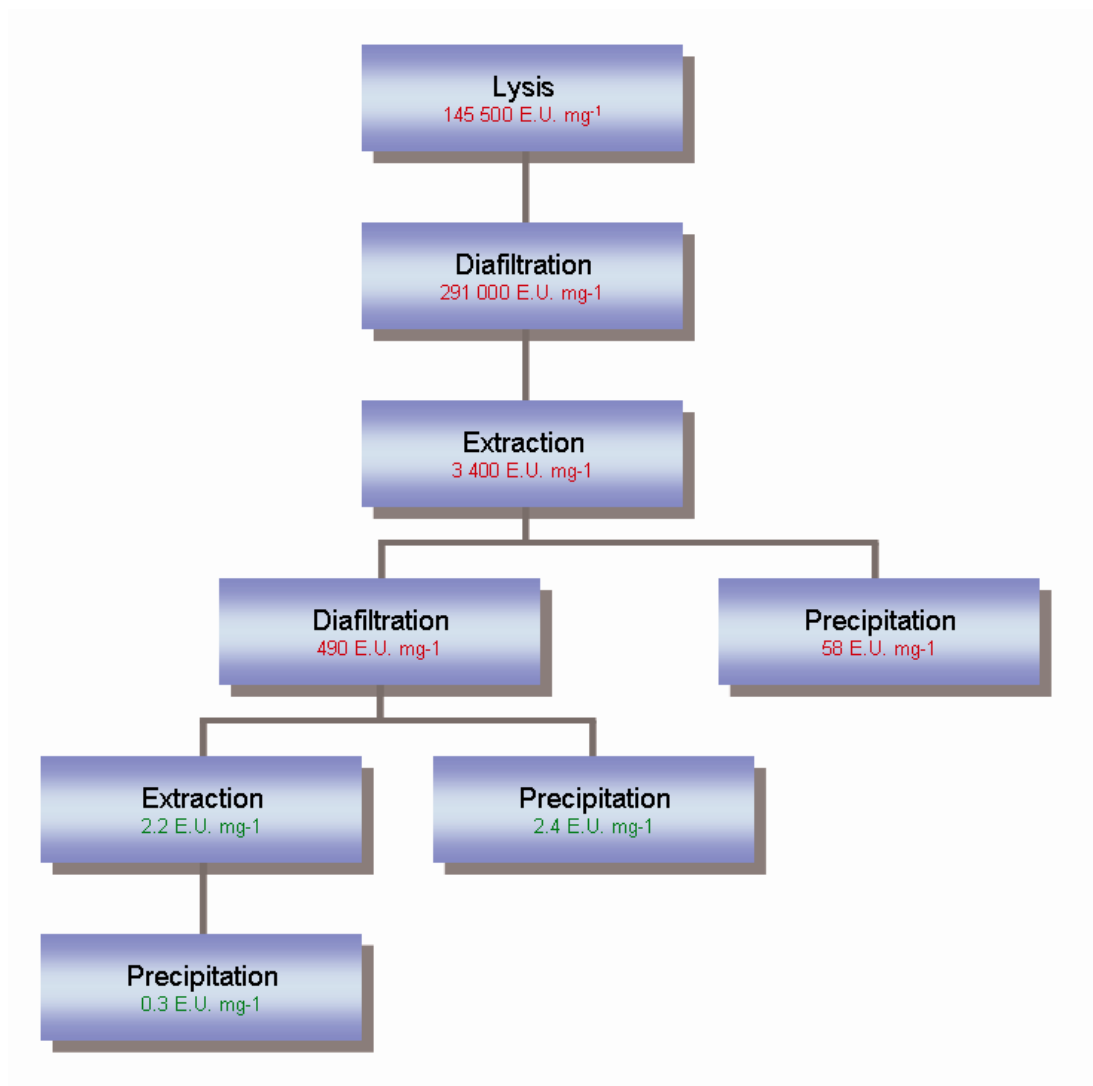 Lysis
145 500 E.U. mg⁻¹
Diafiltration
291 000 E.U. mg-1
Extraction
3 400 E.U. mg-1
Diafiltration
490 E.U. mg-1
Precipitation
58 E.U. mg-1
Extraction
2.2 E.U. mg-1
Precipitation
2.4 E.U. mg-1
Precipitation
0.3 E.U. mg-1